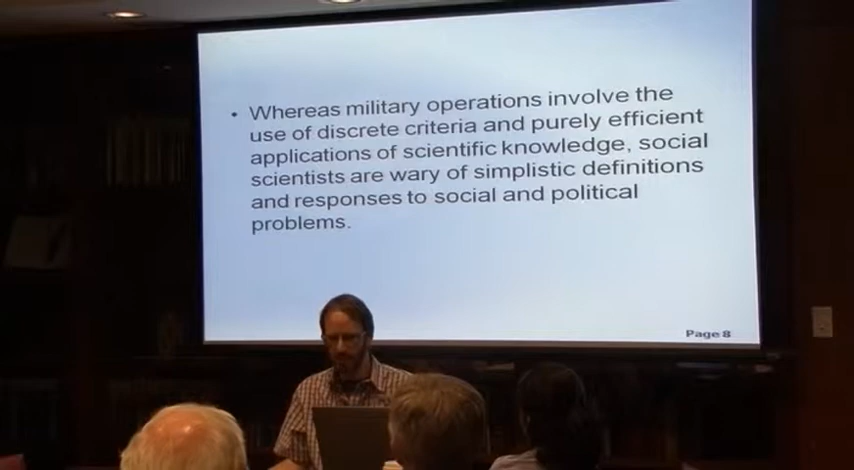 • Whereas military operations involve the
use of discrete criteria and purely efficient
applications of scientific knowledge, social
scientists are wary of simplistic definitions
and responses to social and political
problems.
Page 8